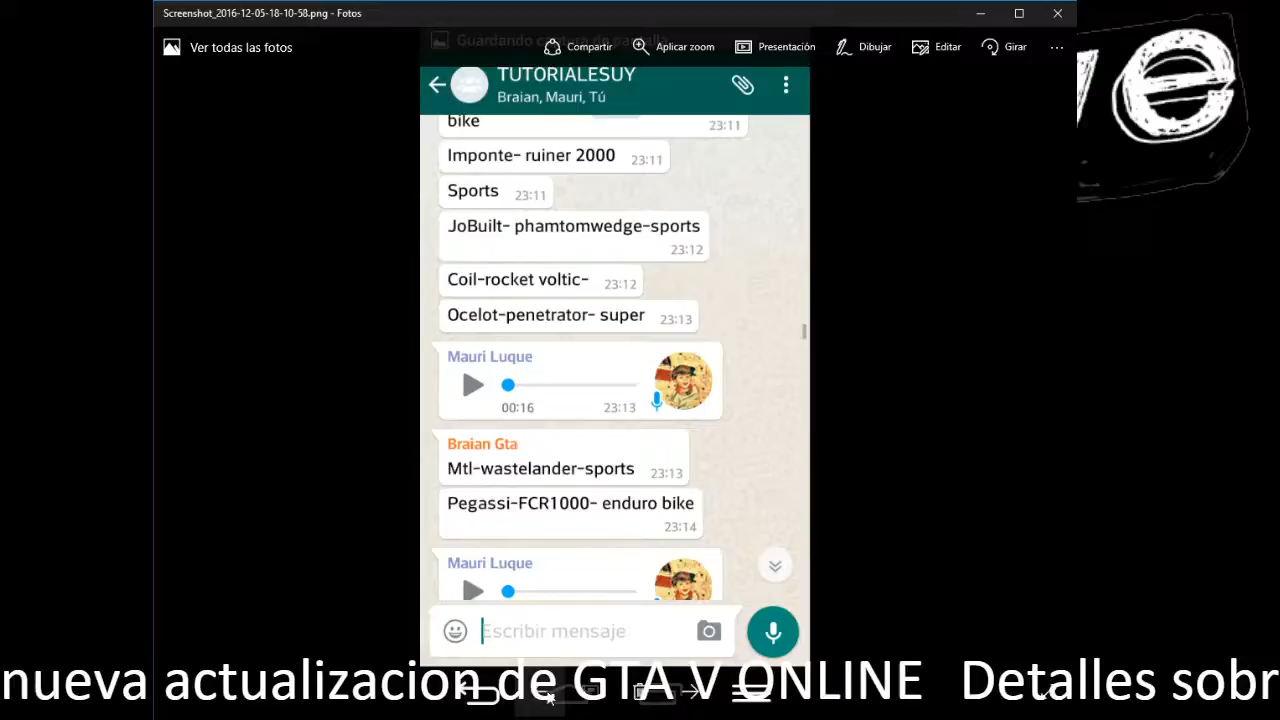 Screenshot_2016-12-05-18-10-58.png - Fotos
Ver todas las fotos
Guardando captura de pantalla...
Compartir
Aplicar zoom
Presentación
Dibujar
Editar
Girar
TUTORIALESUY
Braian, Mauri, Tú
bike 23:11
Imponte- ruiner 2000 23:11
Sports 23:11
JoBuilt- phamtomwedge-sports
23:12
Coil-rocket voltic- 23:12
Ocelot-penetrator- super 23:13
Mauri Luque
00:16 23:13
Braian Gta
Mtl-wastelander-sports 23:13
Pegassi-FCR1000- enduro bike
23:14
Mauri Luque
Escribir mensaje
nueva actualizacion de GTA V ONLINE Detalles sobr